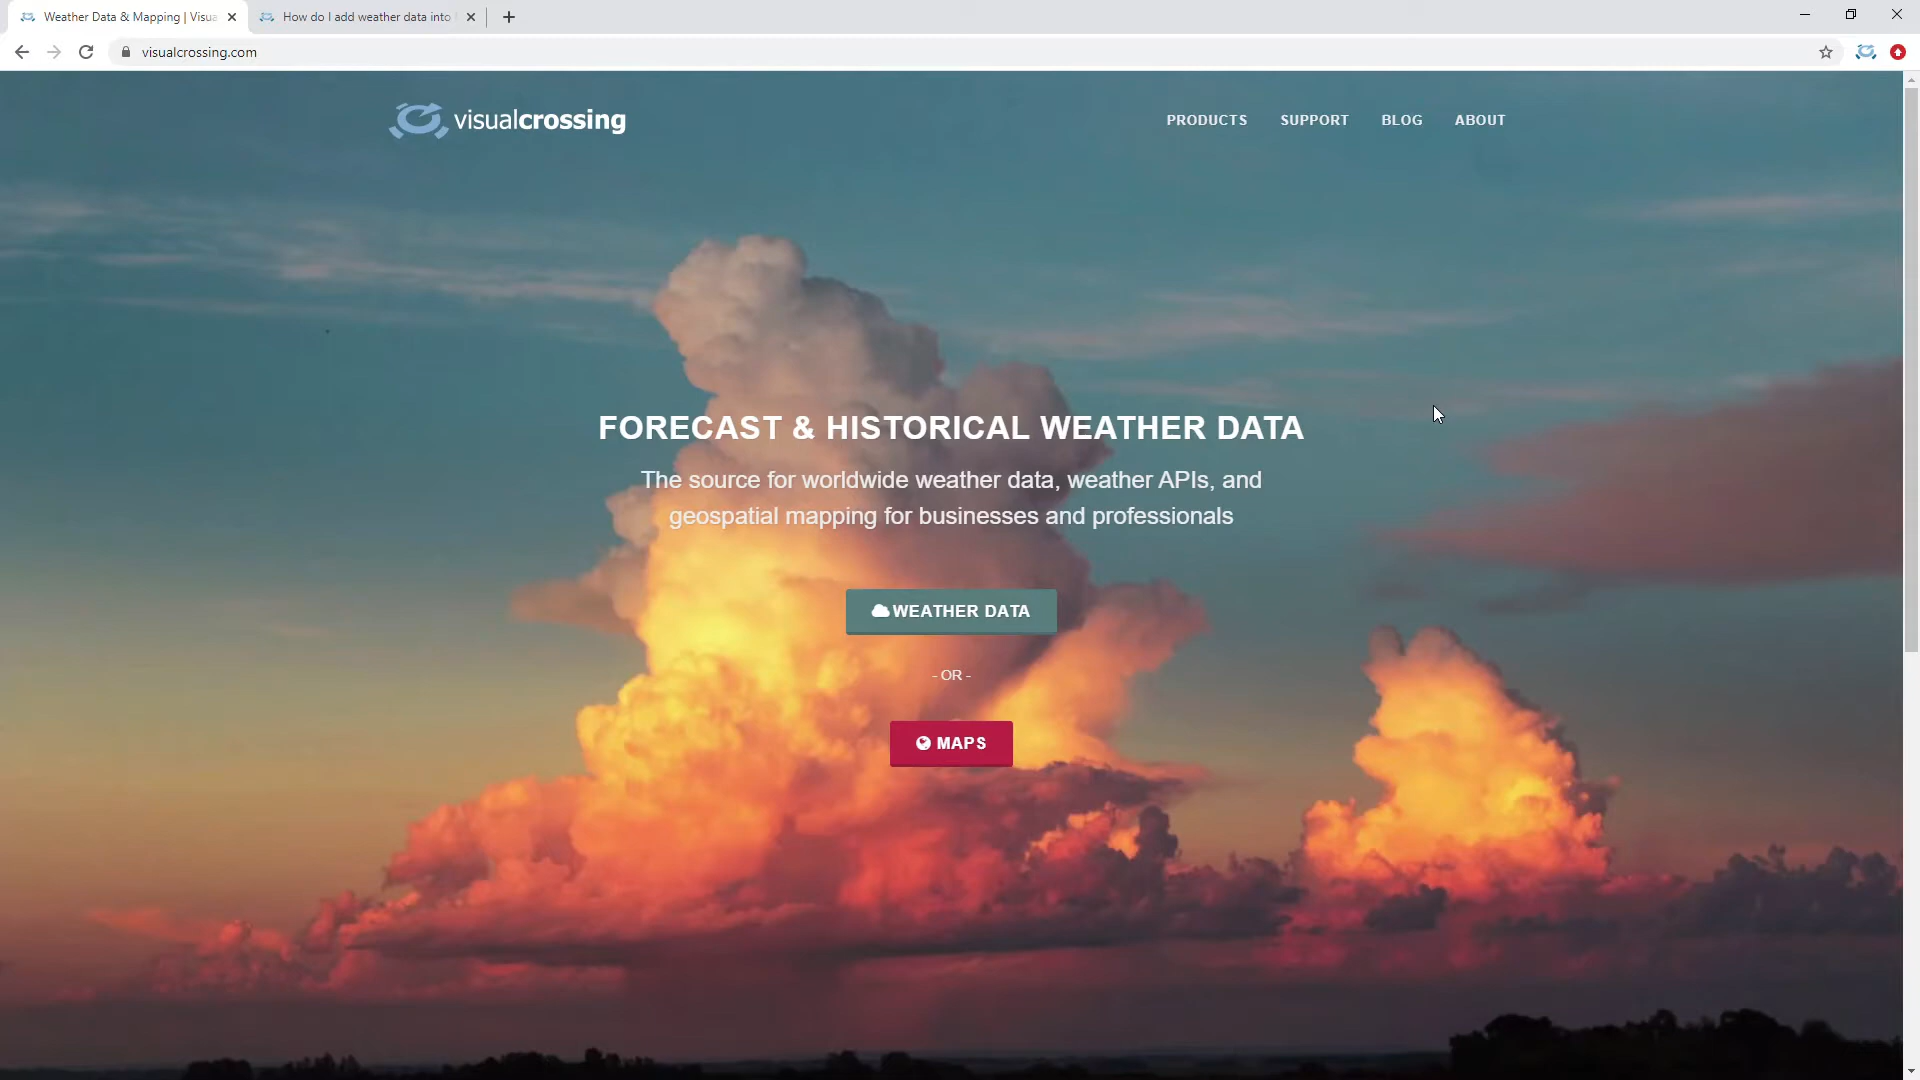 Weather Data & Mapping | Visua
How do I add weather data into
visualcrossing.com
visualcrossing
PRODUCTS
SUPPORT
BLOG
ABOUT
FORECAST & HISTORICAL WEATHER DATA
The source for worldwide weather data, weather APIs, and
geospatial mapping for businesses and professionals
WEATHER DATA
- OR -
MAPS